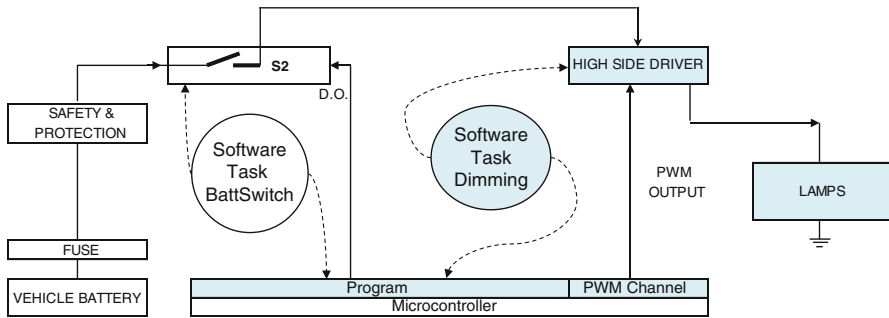 S2
HIGH SIDE DRIVER
D.O.
SAFETY &
PROTECTION
Software
Task
BattSwitch
Software
Task
Dimming
PWM
OUTPUT
LAMPS
FUSE
VEHICLE BATTERY
Program
PWM Channel
Microcontroller